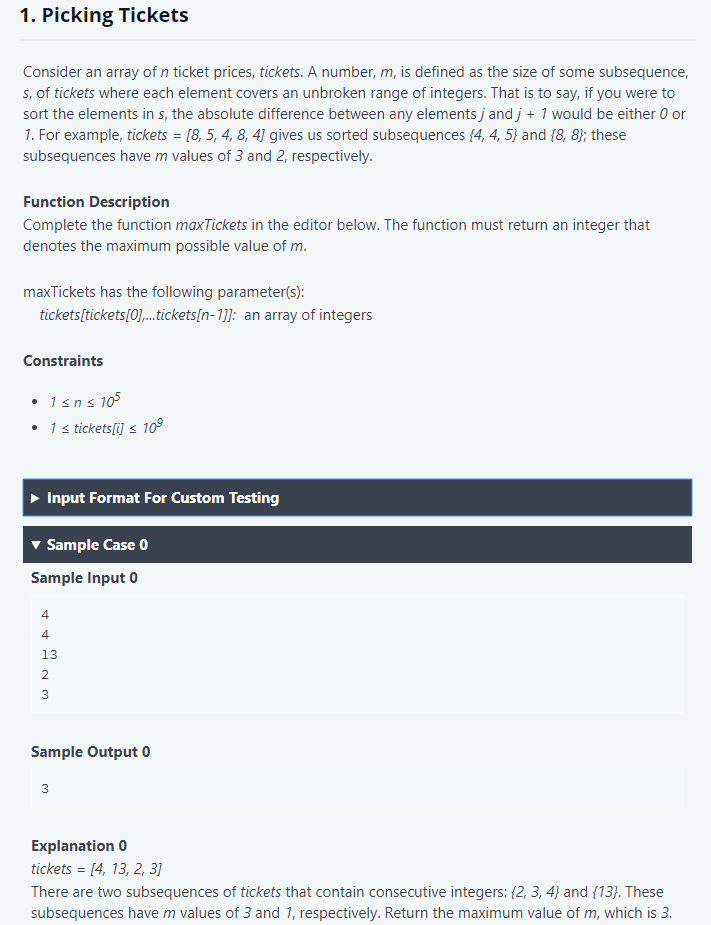 1. Picking Tickets
Consider an array of n ticket prices, tickets. A number, m, is defined as the size of some subsequence,
s, of tickets where each element covers an unbroken range of integers. That is to say, if you were to
sort the elements in s, the absolute difference between any elements j and j + 1 would be either 0 or
1. For example, tickets = [8, 5, 4, 8, 4] gives us sorted subsequences {4, 4, 5} and {8, 8}; these
subsequences have m values of 3 and 2, respectively.
Function Description
Complete the function maxTickets in the editor below. The function must return an integer that
denotes the maximum possible value of m.
maxTickets has the following parameter(s):
tickets[tickets[0],...tickets[n-1]]: an array of integers
Constraints
• 1 ≤ n ≤ 10⁵
• 1 ≤ tickets[i] ≤ 10⁹
▶ Input Format For Custom Testing
▼ Sample Case 0
Sample Input 0
4
4
13
2
3
Sample Output 0
3
Explanation 0
tickets = [4, 13, 2, 3]
There are two subsequences of tickets that contain consecutive integers: {2, 3, 4} and {13}. These
subsequences have m values of 3 and 1, respectively. Return the maximum value of m, which is 3.